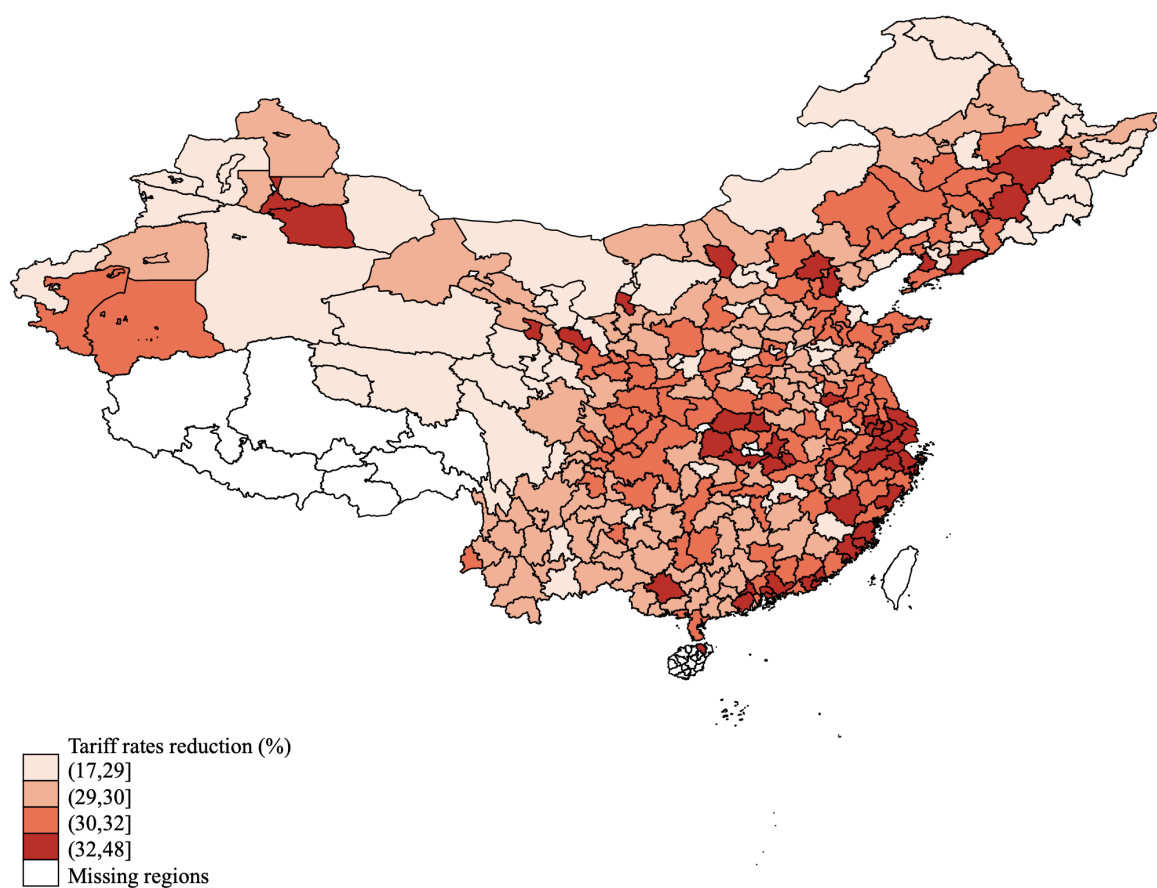 Tariff rates reduction (%)
(17,29]
(29,30]
(30,32]
(32,48]
Missing regions